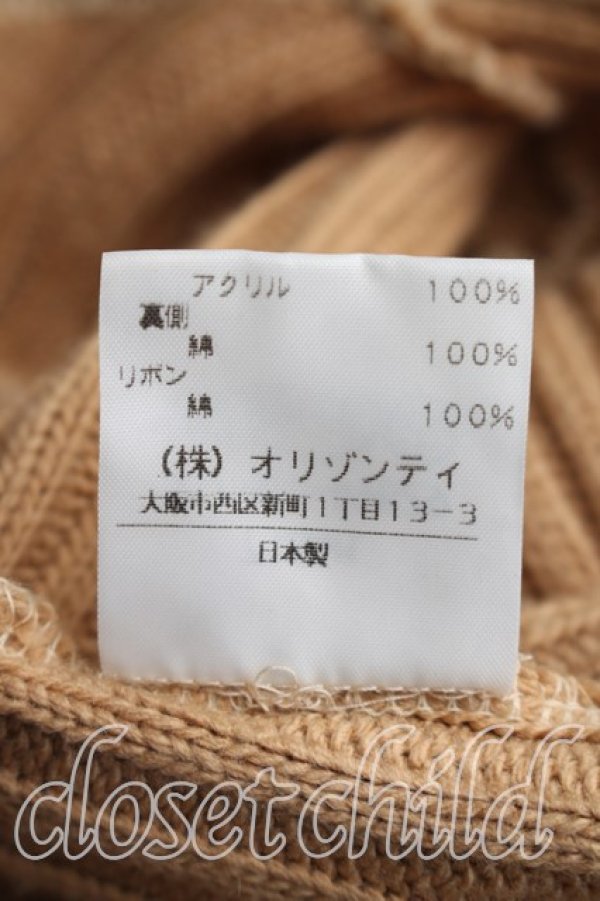 アクリル 100%
裏側
綿 100%
リボン
綿 100%
(株) オリゾンティ
大阪市西区新町1丁目13-3
日本製
closet child